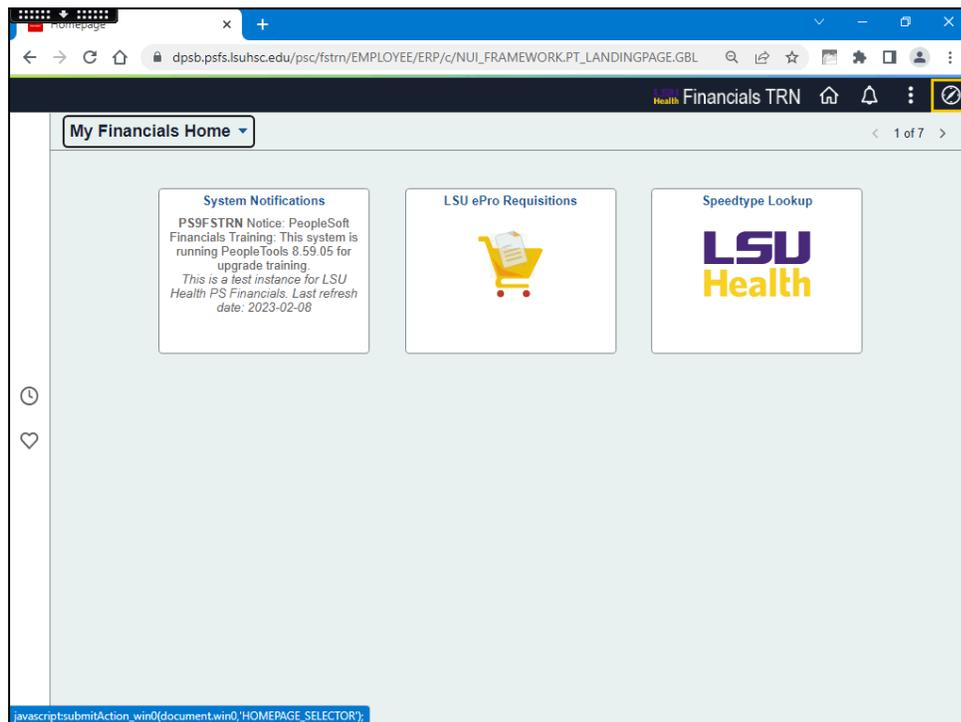 Homepage
dpsb.psfs.lsuhsc.edu/psc/fstrn/EMPLOYEE/ERP/c/NUI_FRAMEWORK.PT_LANDINGPAGE.GBL
LSU Health Financials TRN
My Financials Home
1 of 7
System Notifications
PS9FSTRN Notice: PeopleSoft
Financials Training: This system is
running PeopleTools 8.59.05 for
upgrade training.
This is a test instance for LSU
Health PS Financials. Last refresh
date: 2023-02-08
LSU ePro Requisitions
Speedtype Lookup
LSU
Health
javascript:submitAction_win0(document.win0,'HOMEPAGE_SELECTOR');